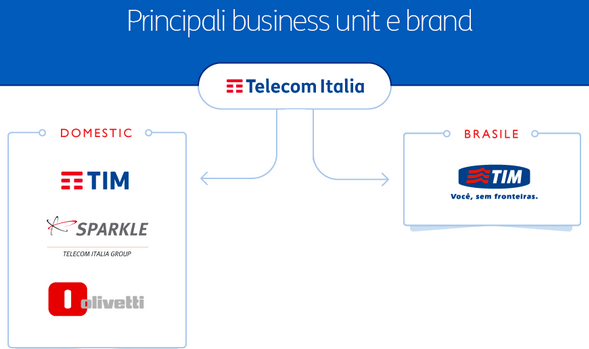 Principali business unit e brand
Telecom Italia
DOMESTIC
TIM
SPARKLE
TELECOM ITALIA GROUP
olivetti
BRASILE
TIM
Você, sem fronteiras.